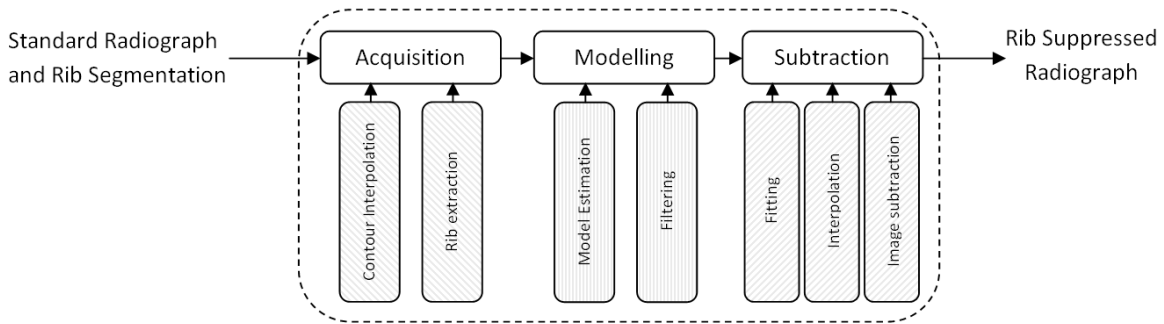 Standard Radiograph
and Rib Segmentation
Acquisition
Modelling
Subtraction
Rib Suppressed
Radiograph
Contour Interpolation
Rib extraction
Model Estimation
Filtering
Fitting
Interpolation
Image subtraction